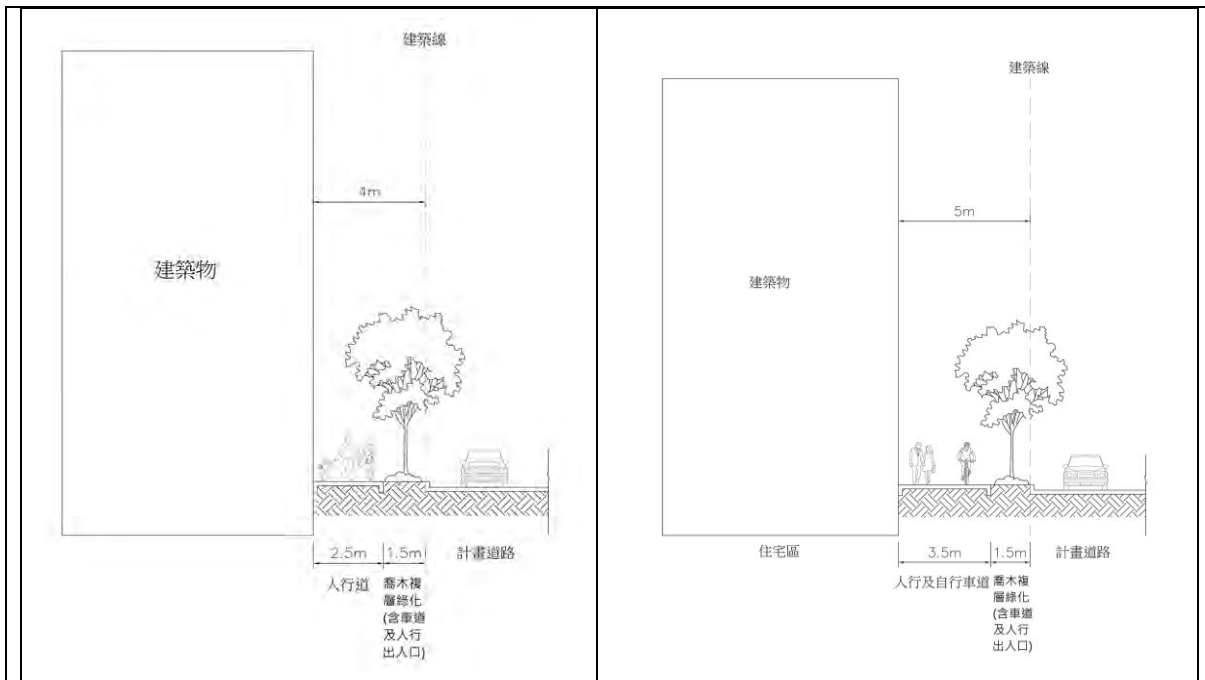 建築線
4m
建築物
2.5m
1.5m
計畫道路
人行道
喬木複
層綠化
(含車道
及人行
出入口)
建築線
5m
建築物
住宅區
3.5m
1.5m
計畫道路
人行及自行車道
喬木複
層綠化
(含車道
及人行
出入口)